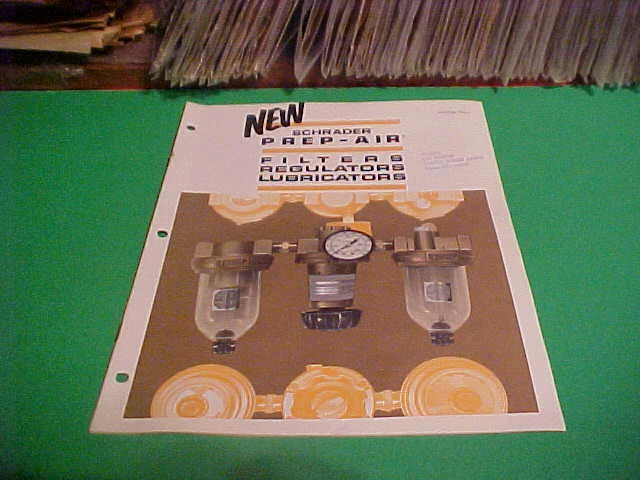 NEW
SCHRADER
PREP-AIR
FILTERS
REGULATORS
LUBRICATORS